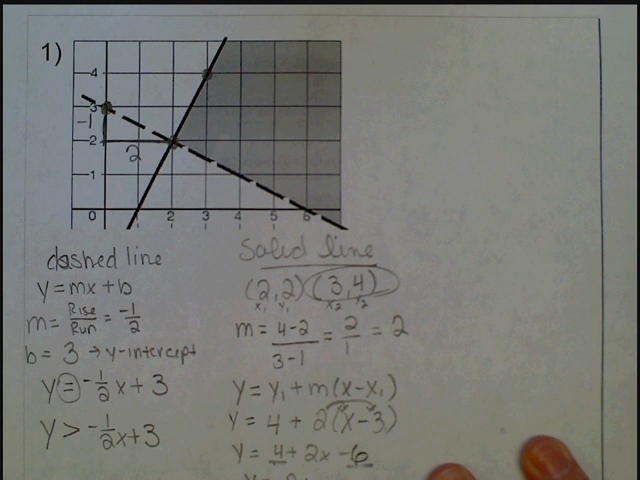 1)
4
3
-1
2
2
1
0
2
3
4
5
6
dashed line
y = mx + b
m = Rise/Run = -1/2
b = 3 → y-intercept
y = -1/2 x + 3
y > -1/2 x + 3
Solid line
(2,2) (3,4)
x₁ y₁ x₂ y₂
m = 4-2/3-1 = 2/1 = 2
y = y₁ + m(x-x₁)
y = 4 + 2(x-3)
y = 4 + 2x - 6